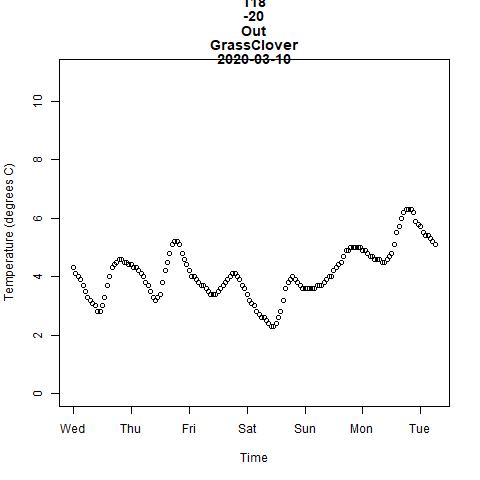 T18
-20
Out
GrassClover
2020-03-10
Temperature (degrees C)
10
8
6
4
2
0
Wed Thu Fri Sat Sun Mon Tue
Time